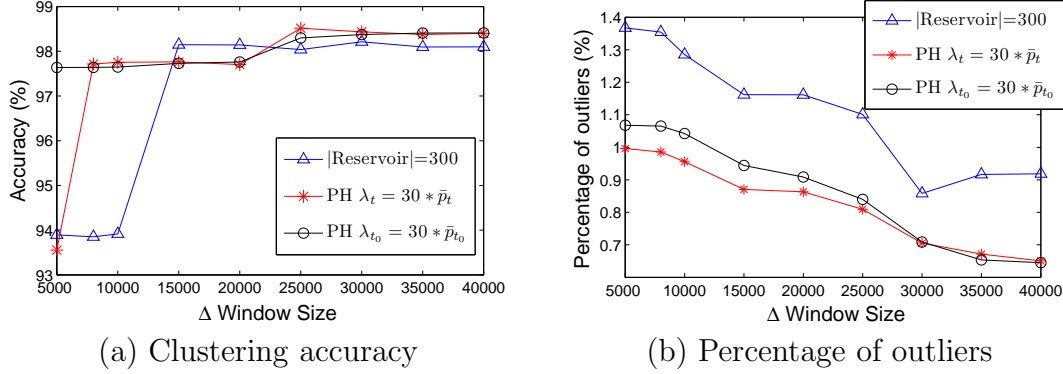 99
98
97
96
95
94
93
Accuracy (%)
|Reservoir|=300
PH λ_t = 30 * p̄_t
PH λ_{t_0} = 30 * p̄_{t_0}
5000 10000 15000 20000 25000 30000 35000 40000
Δ Window Size
(a) Clustering accuracy
1.4
1.3
1.2
1.1
1
0.9
0.8
0.7
Percentage of outliers (%)
|Reservoir|=300
PH λ_t = 30 * p̄_t
PH λ_{t_0} = 30 * p̄_{t_0}
5000 10000 15000 20000 25000 30000 35000 40000
Δ Window Size
(b) Percentage of outliers